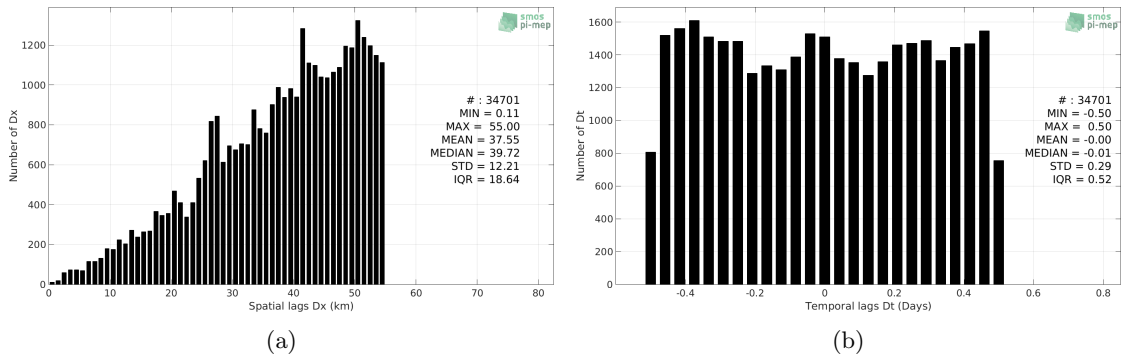 smos
pi-mep
1200
1000
800
600
400
200
0
Number of Dx
# : 34701
MIN = 0.11
MAX = 55.00
MEAN = 37.55
MEDIAN = 39.72
STD = 12.21
IQR = 18.64
0 10 20 30 40 50 60 70 80
Spatial lags Dx (km)
(a)
smos
pi-mep
1600
1400
1200
1000
800
600
400
200
0
Number of Dt
# : 34701
MIN = -0.50
MAX = 0.50
MEAN = -0.00
MEDIAN = -0.01
STD = 0.29
IQR = 0.52
-0.4 -0.2 0 0.2 0.4 0.6 0.8
Temporal lags Dt (Days)
(b)